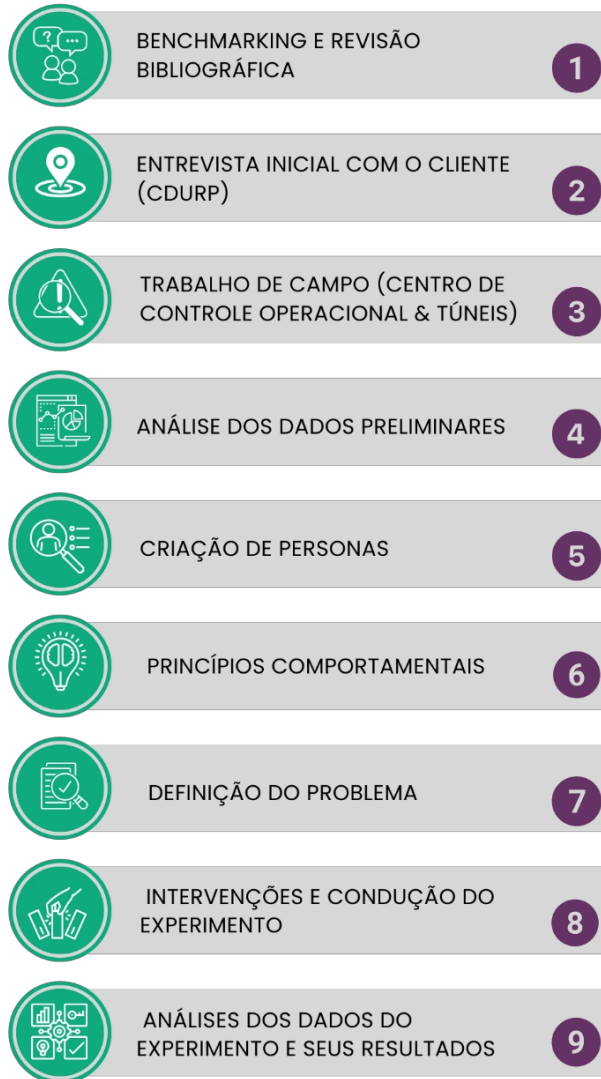 BENCHMARKING E REVISÃO
BIBLIOGRÁFICA
1
ENTREVISTA INICIAL COM O CLIENTE
(CDURP)
2
TRABALHO DE CAMPO (CENTRO DE
CONTROLE OPERACIONAL & TÚNEIS)
3
ANÁLISE DOS DADOS PRELIMINARES
4
CRIAÇÃO DE PERSONAS
5
PRINCÍPIOS COMPORTAMENTAIS
6
DEFINIÇÃO DO PROBLEMA
7
INTERVENÇÕES E CONDUÇÃO DO
EXPERIMENTO
8
ANÁLISES DOS DADOS DO
EXPERIMENTO E SEUS RESULTADOS
9